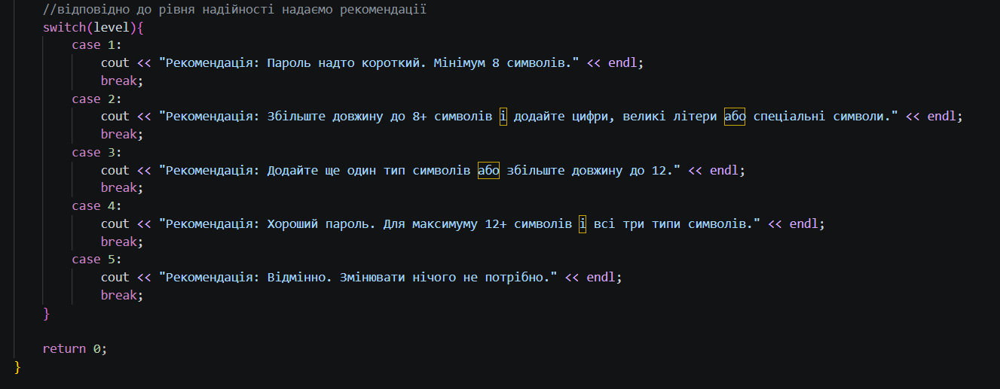 //відповідно до рівня надійності надаємо рекомендації
switch(level){
case 1:
cout << "Рекомендація: Пароль надто короткий. Мінімум 8 символів." << endl;
break;
case 2:
cout << "Рекомендація: Збільште довжину до 8+ символів і додайте цифри, великі літери або спеціальні символи." << endl;
break;
case 3:
cout << "Рекомендація: Додайте ще один тип символів або збільште довжину до 12." << endl;
break;
case 4:
cout << "Рекомендація: Хороший пароль. Для максимуму 12+ символів і всі три типи символів." << endl;
break;
case 5:
cout << "Рекомендація: Відмінно. Змінювати нічого не потрібно." << endl;
break;
}
return 0;
}